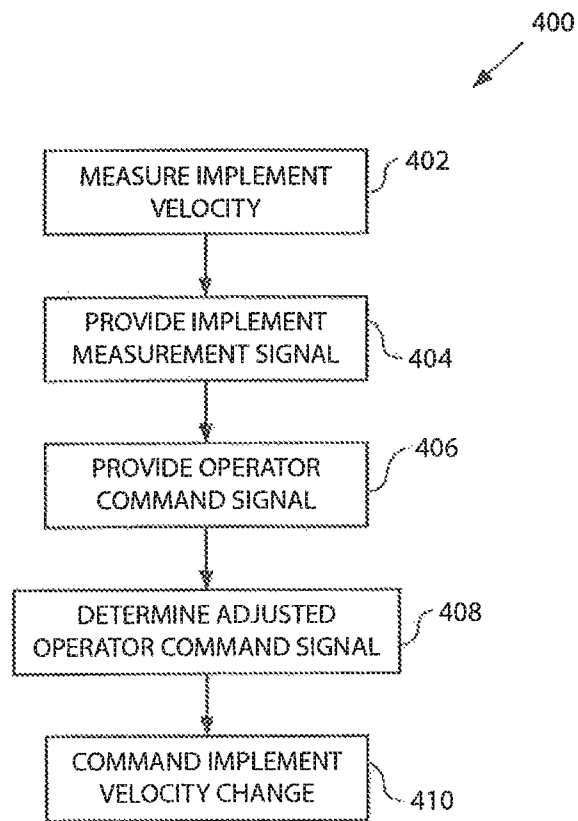 400
MEASURE IMPLEMENT
VELOCITY
402
PROVIDE IMPLEMENT
MEASUREMENT SIGNAL
404
PROVIDE OPERATOR
COMMAND SIGNAL
406
DETERMINE ADJUSTED
OPERATOR COMMAND SIGNAL
408
COMMAND IMPLEMENT
VELOCITY CHANGE
410